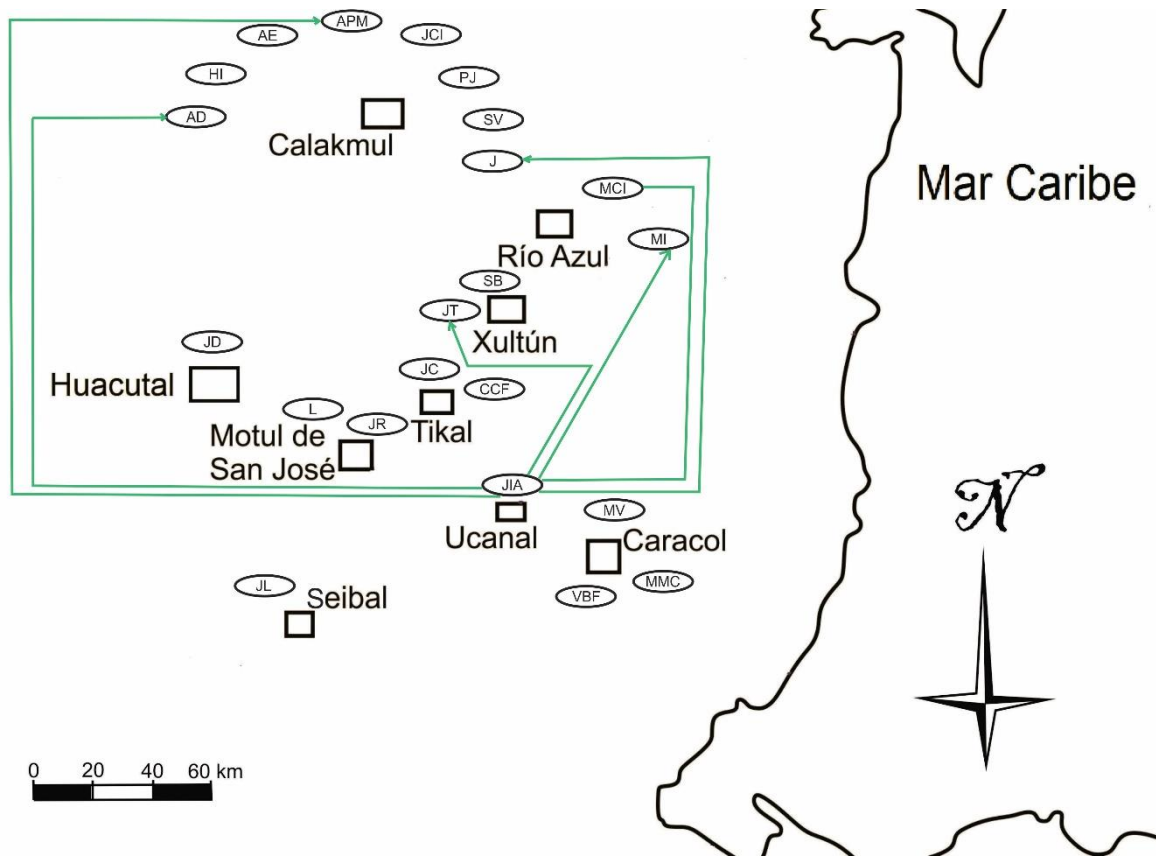 APM
AE
JCI
HI
PJ
AD
SV
Calakmul
J
MCI
Mar Caribe
MI
Río Azul
SB
JT
Xultún
JD
JC
Huacutal
CCF
L
JR
Tikal
Motul de
San José
JIA
N
MV
Ucanal
Caracol
JL
MMC
VBF
Seibal
0 20 40 60 km